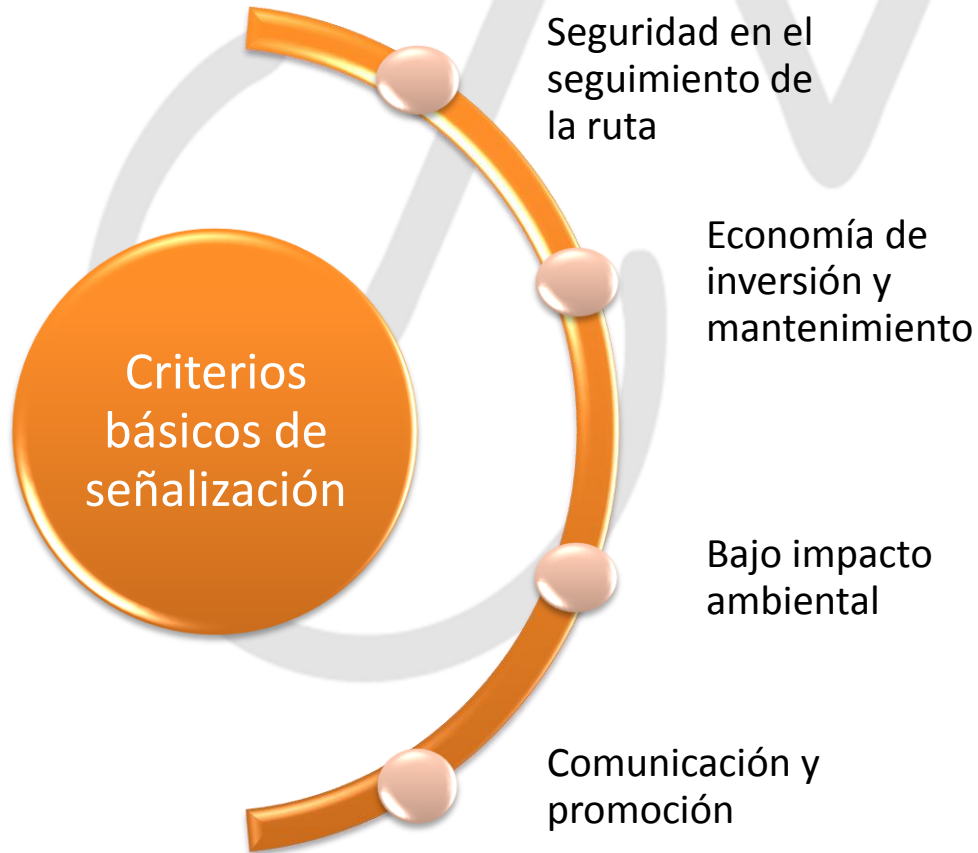 Seguridad en el
seguimiento de
la ruta
Economía de
inversión y
mantenimiento
Criterios
básicos de
señalización
Bajo impacto
ambiental
Comunicación y
promoción